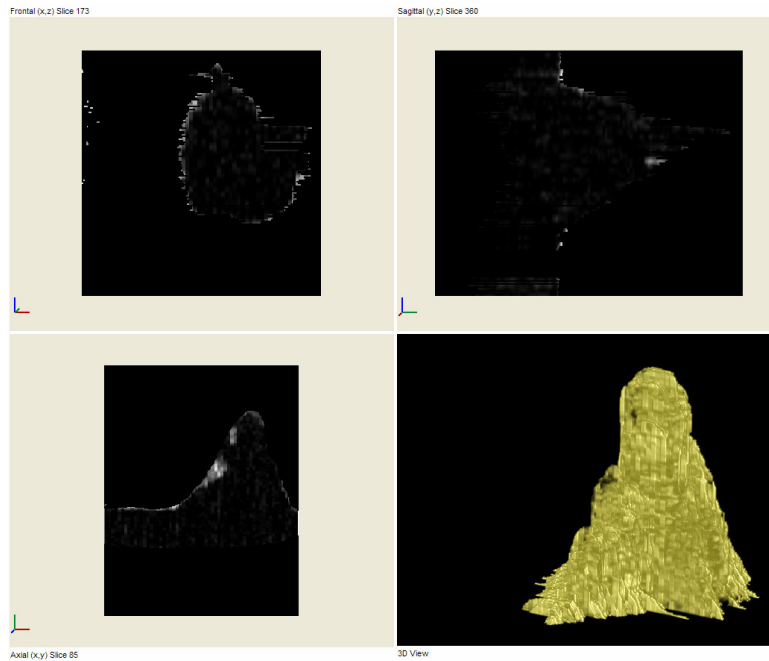 Frontal (x,z) Slice 173
Sagittal (y,z) Slice 360
Axial (x,y) Slice 85
3D View